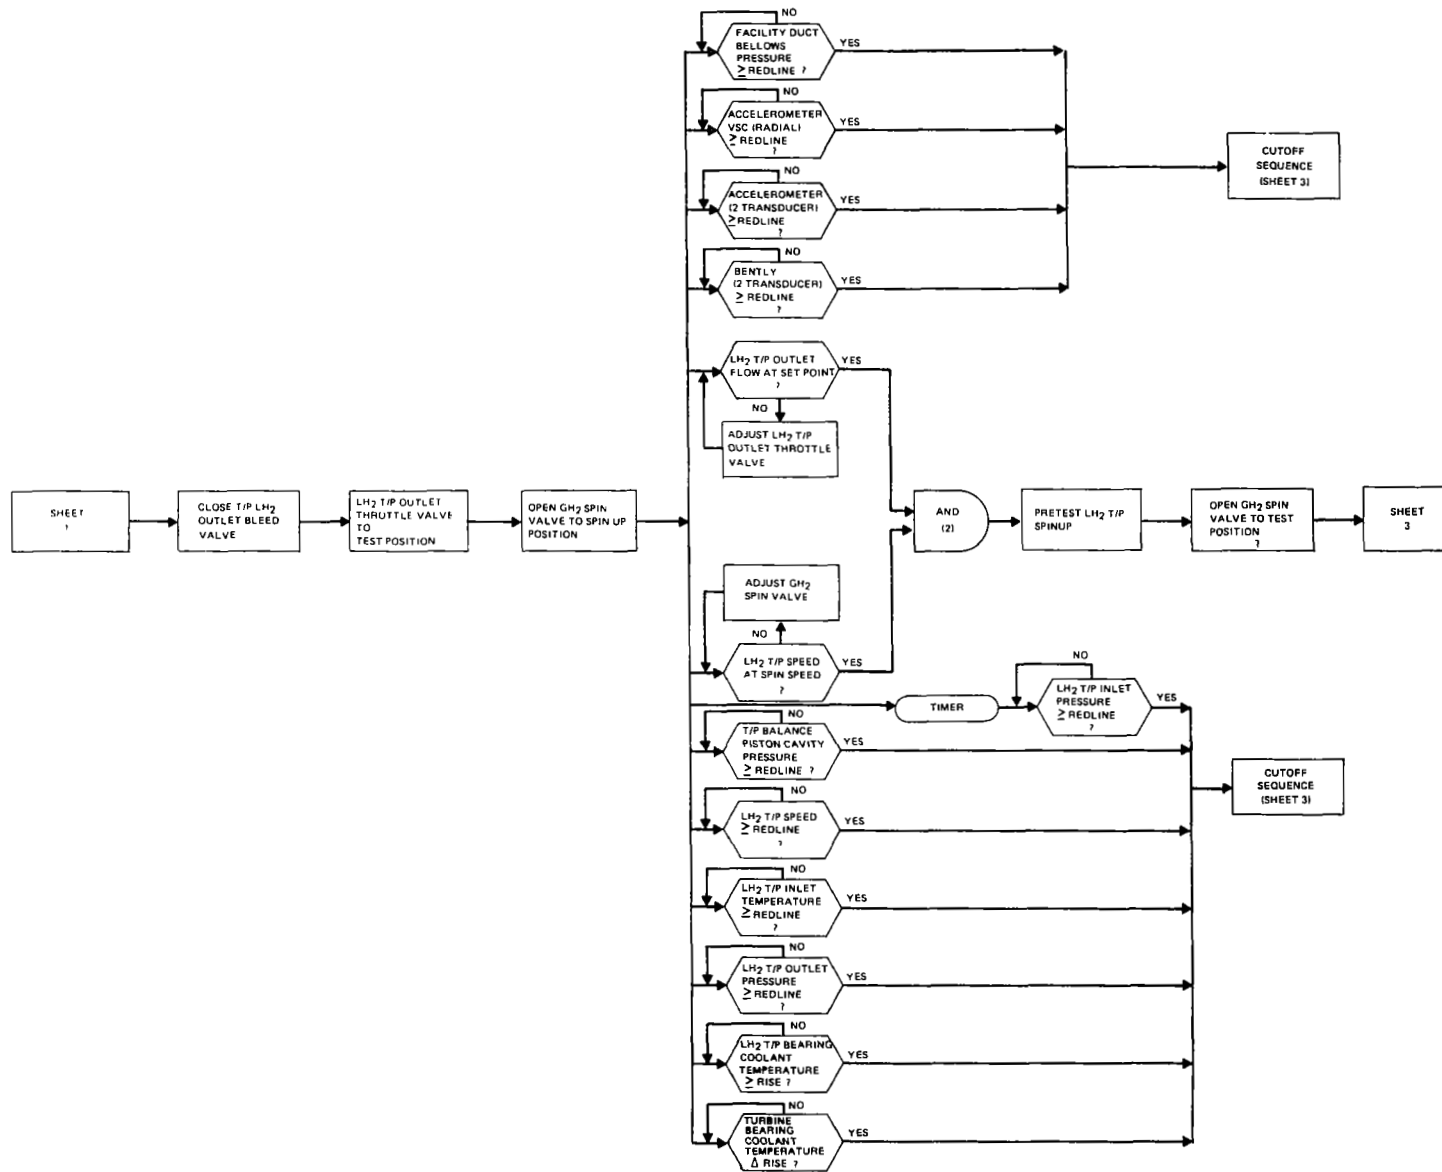 NO
FACILITY DUCT
BELLOWS
PRESSURE
≥ REDLINE ?
YES
NO
ACCELEROMETER
VSC (RADIAL)
≥ REDLINE
?
YES
NO
ACCELEROMETER
(2 TRANSDUCER)
≥ REDLINE
?
YES
NO
BENTLY
(2 TRANSDUCER)
≥ REDLINE
?
YES
CUTOFF
SEQUENCE
(SHEET 3)
LH2 T/P OUTLET
FLOW AT SET POINT
?
YES
NO
ADJUST LH2 T/P
OUTLET THROTTLE
VALVE
SHEET
CLOSE T/P LH2
OUTLET BLEED
VALVE
LH2 T/P OUTLET
THROTTLE VALVE
TO
TEST POSITION
OPEN GH2 SPIN
VALVE TO SPIN UP
POSITION
AND
(2)
PRETEST LH2 T/P
SPINUP
OPEN GH2 SPIN
VALVE TO TEST
POSITION
?
SHEET
3
ADJUST GH2
SPIN VALVE
NO
LH2 T/P SPEED
AT SPIN SPEED
?
YES
TIMER
NO
LH2 T/P INLET
PRESSURE
≥ REDLINE
?
YES
NO
T/P BALANCE
PISTON CAVITY
PRESSURE
≥ REDLINE ?
YES
NO
LH2 T/P SPEED
≥ REDLINE
?
YES
CUTOFF
SEQUENCE
(SHEET 3)
NO
LH2 T/P INLET
TEMPERATURE
≥ REDLINE
?
YES
NO
LH2 T/P OUTLET
PRESSURE
≥ REDLINE
?
YES
NO
LH2 T/P BEARING
COOLANT
TEMPERATURE
≥ RISE ?
YES
NO
TURBINE
BEARING
COOLANT
TEMPERATURE
Δ RISE ?
YES